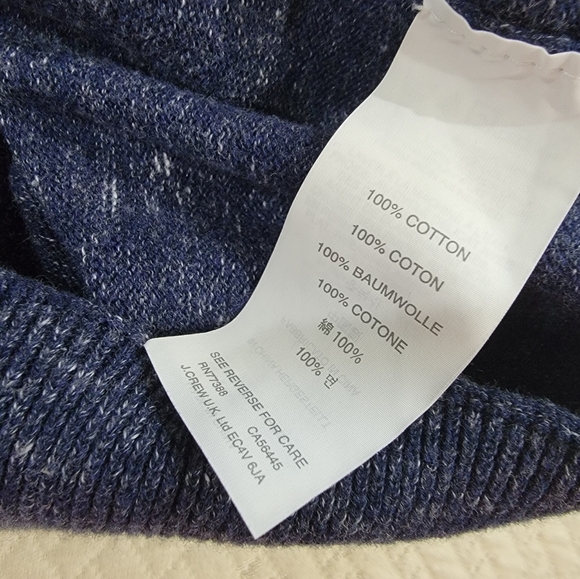 100% COTTON
100% COTON
100% BAUMWOLLE
100% COTONE
綿 100%
100% 면
SEE REVERSE FOR CARE
RN77388 CA56445
J.CREW U.K. Ltd EC4V 6JA